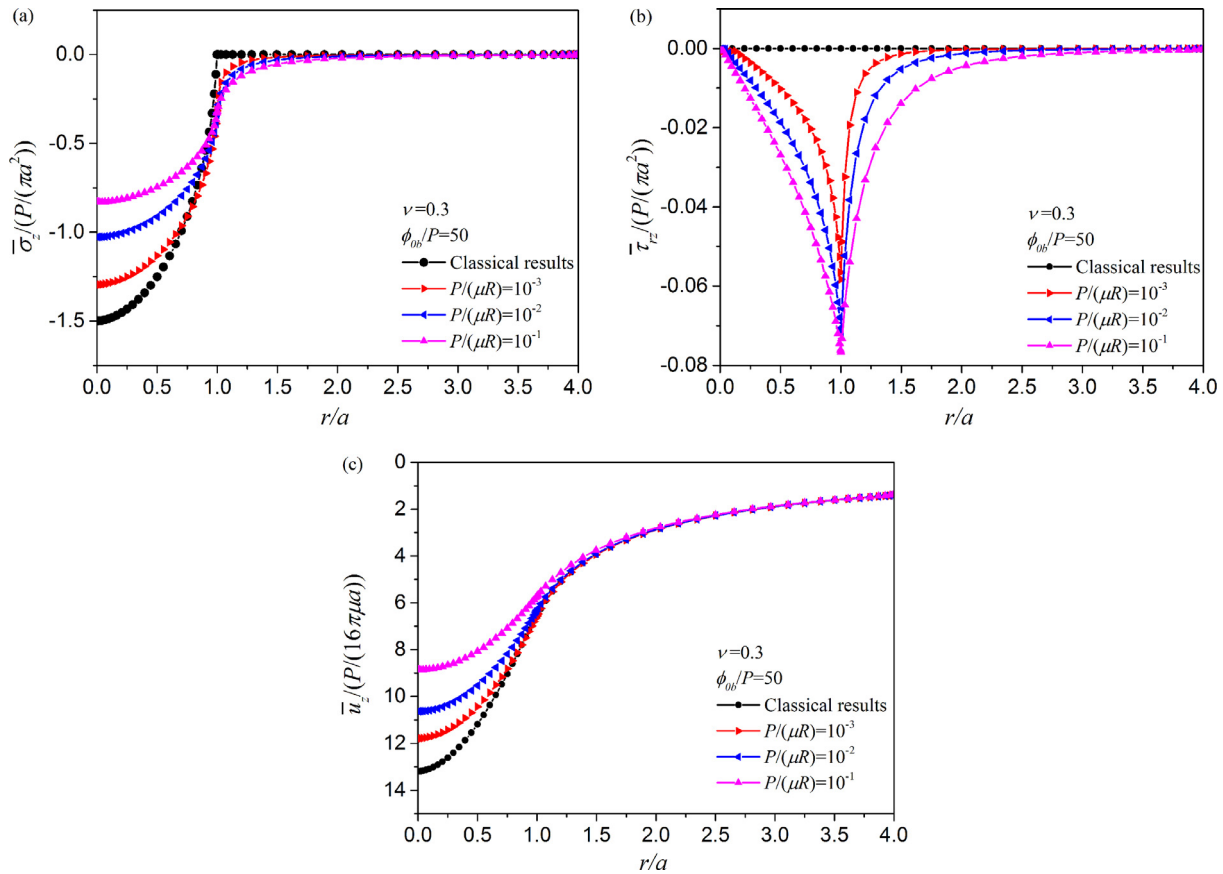 (a)
0.0
-0.5
-1.0
-1.5
σ̅z/(P/(πa²))
ν=0.3
ϕ0b/P=50
Classical results
P/(μR)=10⁻³
P/(μR)=10⁻²
P/(μR)=10⁻¹
0.0 0.5 1.0 1.5 2.0 2.5 3.0 3.5 4.0
r/a
(b)
0.00
-0.02
-0.04
-0.06
-0.08
τ̅rz/(P/(πa²))
ν=0.3
ϕ0b/P=50
Classical results
P/(μR)=10⁻³
P/(μR)=10⁻²
P/(μR)=10⁻¹
0.0 0.5 1.0 1.5 2.0 2.5 3.0 3.5 4.0
r/a
(c)
0
2
4
6
8
10
12
14
u̅z/(P/(16πμa))
ν=0.3
ϕ0b/P=50
Classical results
P/(μR)=10⁻³
P/(μR)=10⁻²
P/(μR)=10⁻¹
0.0 0.5 1.0 1.5 2.0 2.5 3.0 3.5 4.0
r/a